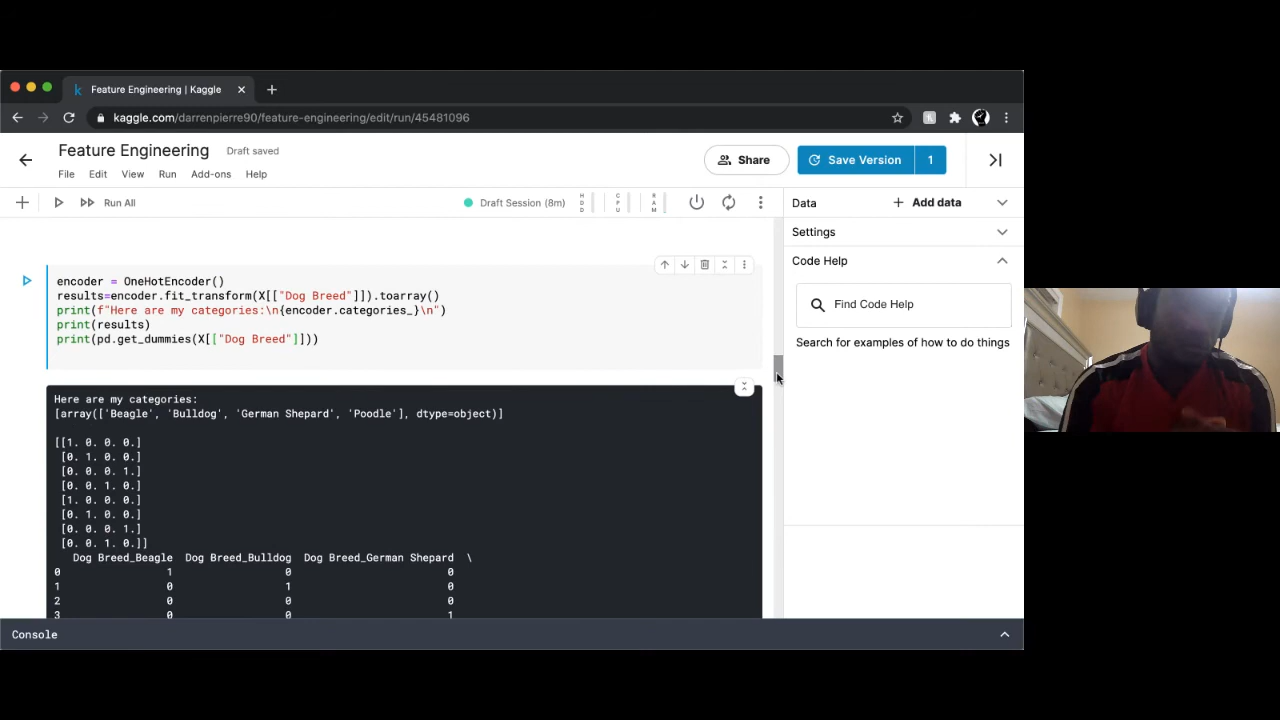 Feature Engineering | Kaggle
kaggle.com/darrenpierre90/feature-engineering/edit/run/45481096
Feature Engineering
Draft saved
Share
Save Version
1
File Edit View Run Add-ons Help
Run All
Draft Session (8m)
HDD
CPU
RAM
Data
Add data
Settings
Code Help
Find Code Help
Search for examples of how to do things
encoder = OneHotEncoder()
results=encoder.fit_transform(X[["Dog Breed"]]).toarray()
print(f"Here are my categories:\n{encoder.categories_}\n")
print(results)
print(pd.get_dummies(X[["Dog Breed"]]))
Here are my categories:
[array(['Beagle', 'Bulldog', 'German Shepard', 'Poodle'], dtype=object)]
[[1. 0. 0. 0.]
[0. 1. 0. 0.]
[0. 0. 0. 1.]
[0. 0. 1. 0.]
[1. 0. 0. 0.]
[0. 1. 0. 0.]
[0. 0. 0. 1.]
[0. 0. 1. 0.]]
Dog Breed_Beagle Dog Breed_Bulldog Dog Breed_German Shepard \
0 1 0 0
1 0 1 0
2 0 0 0
3 0 0 1
Console